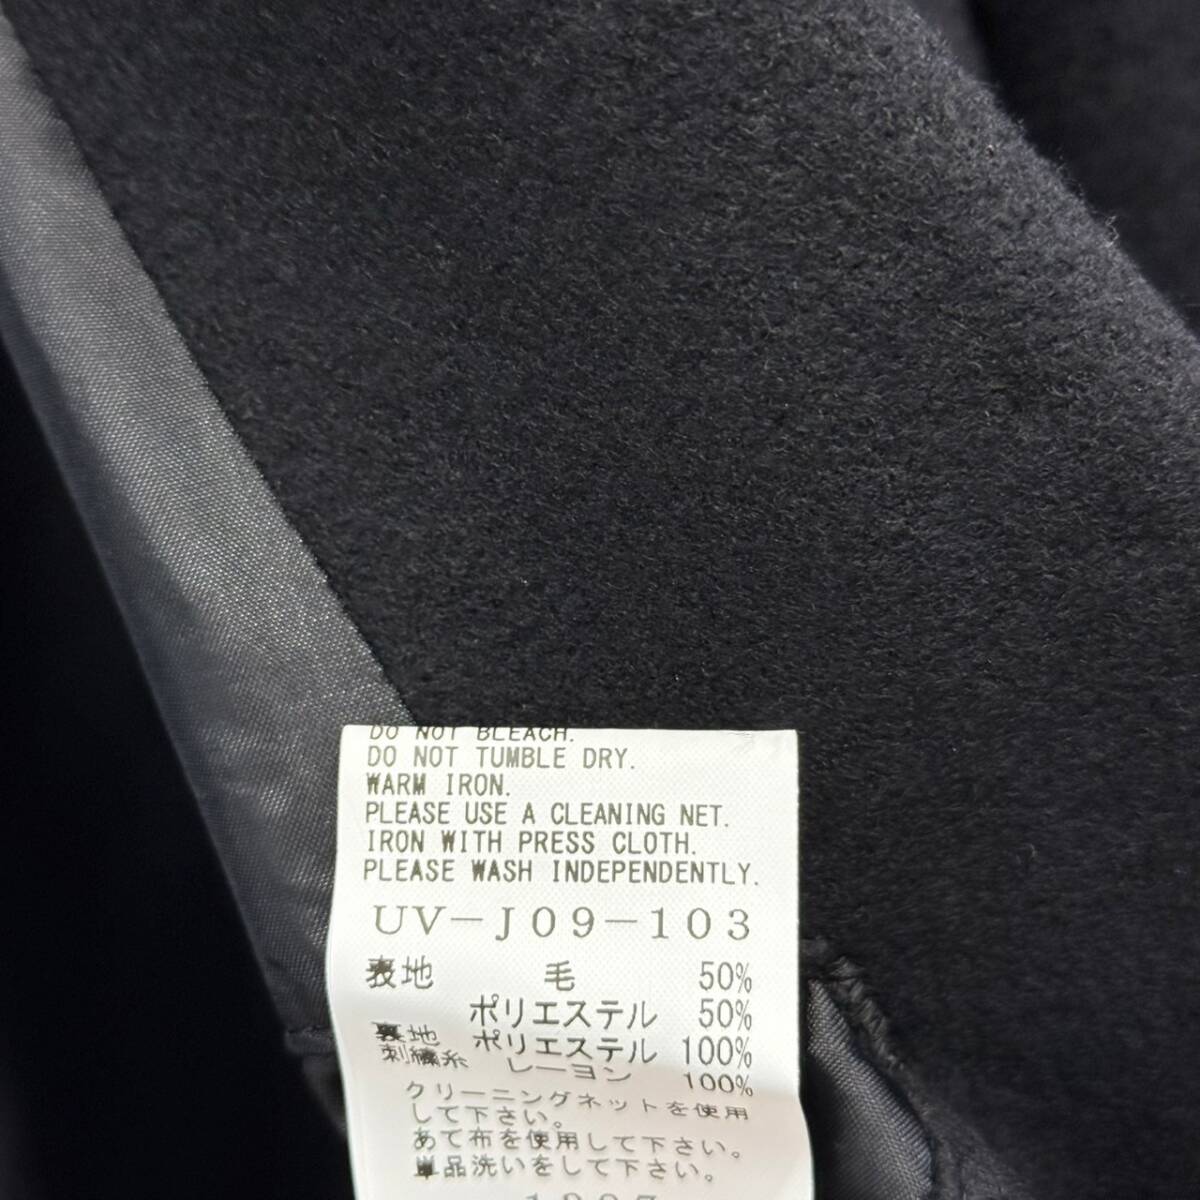 DO NOT BLEACH.
DO NOT TUMBLE DRY.
WARM IRON.
PLEASE USE A CLEANING NET.
IRON WITH PRESS CLOTH.
PLEASE WASH INDEPENDENTLY.
UV-J09-103
表地 毛 50%
ポリエステル 50%
裏地 ポリエステル 100%
刺繍糸 レーヨン 100%
クリーニングネットを使用
して下さい。
あて布を使用して下さい。
単品洗いをして下さい。